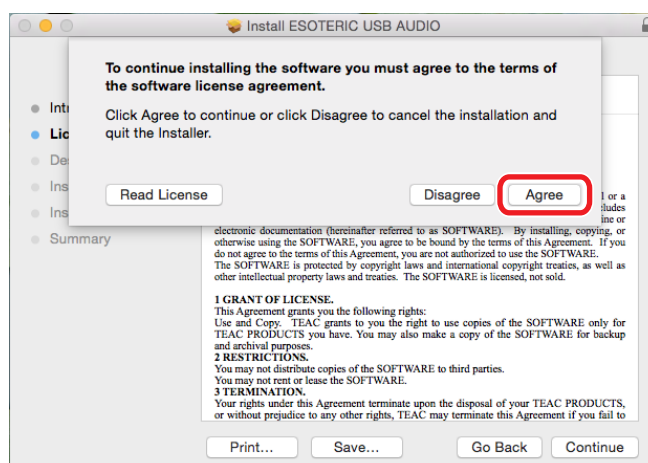 Install ESOTERIC USB AUDIO
To continue installing the software you must agree to the terms of
the software license agreement.
Click Agree to continue or click Disagree to cancel the installation and
quit the Installer.
Read License
Disagree
Agree
Int
Lic
De
Ins
Ins
Summary
l or a
cludes
ine or
electronic documentation (hereinafter referred to as SOFTWARE). By installing, copying, or
otherwise using the SOFTWARE, you agree to be bound by the terms of this Agreement. If you
do not agree to the terms of this Agreement, you are not authorized to use the SOFTWARE.
The SOFTWARE is protected by copyright laws and international copyright treaties, as well as
other intellectual property laws and treaties. The SOFTWARE is licensed, not sold.
1 GRANT OF LICENSE.
This Agreement grants you the following rights:
Use and Copy. TEAC grants to you the right to use copies of the SOFTWARE only for
TEAC PRODUCTS you have. You may also make a copy of the SOFTWARE for backup
and archival purposes.
2 RESTRICTIONS.
You may not distribute copies of the SOFTWARE to third parties.
You may not rent or lease the SOFTWARE.
3 TERMINATION.
Your rights under this Agreement terminate upon the disposal of your TEAC PRODUCTS,
or without prejudice to any other rights, TEAC may terminate this Agreement if you fail to
Print...
Save...
Go Back
Continue